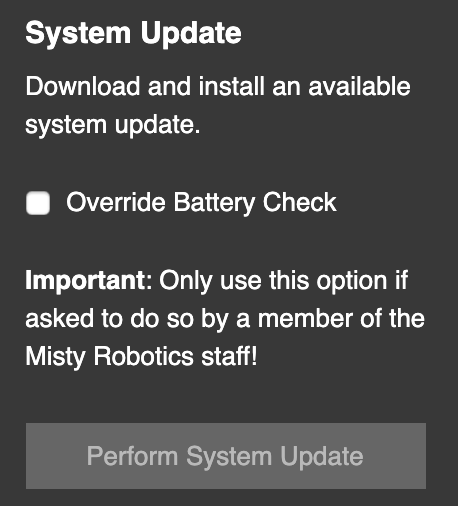 System Update
Download and install an available
system update.
Override Battery Check
Important: Only use this option if
asked to do so by a member of the
Misty Robotics staff!
Perform System Update